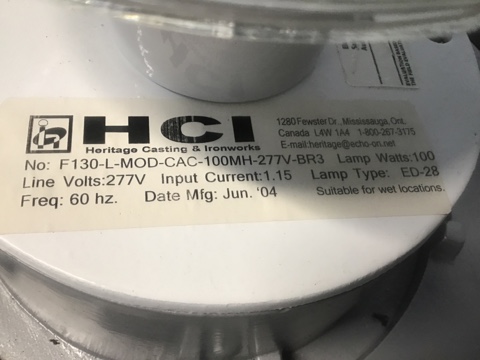 HCI
Heritage Casting & Ironworks
1280 Fewster Dr., Mississauga, Ont.
Canada L4W 1A4 1-800-267-3175
E-mail:heritage@echo-on.net
No: F130-L-MOD-CAC-100MH-277V-BR3 Lamp Watts:100
Line Volts:277V Input Current:1.15 Lamp Type: ED-28
Freq: 60 hz. Date Mfg: Jun. '04 Suitable for wet locations.